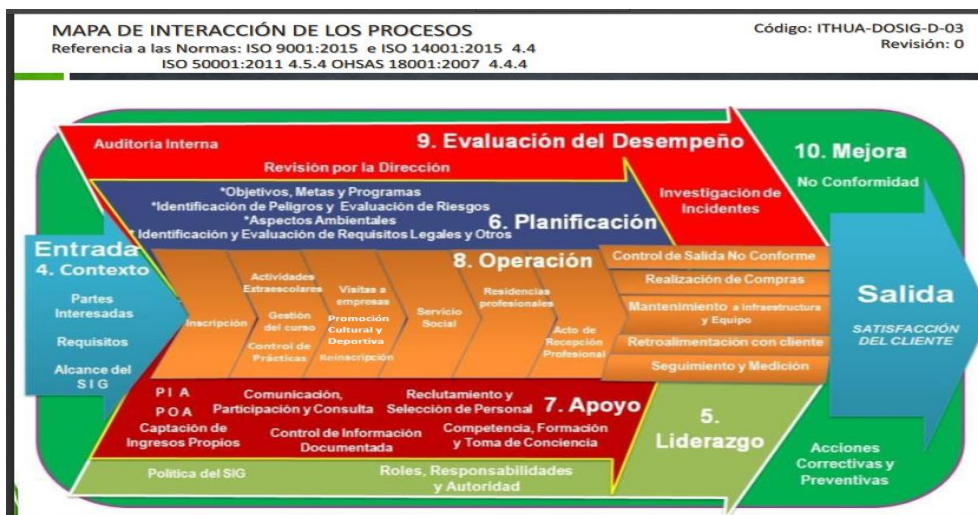 MAPA DE INTERACCIÓN DE LOS PROCESOS
Referencia a las Normas: ISO 9001:2015 e ISO 14001:2015 4.4
ISO 50001:2011 4.5.4 OHSAS 18001:2007 4.4.4
Código: ITHUA-DOSIG-D-03
Revisión: 0
Auditoria Interna
9. Evaluación del Desempeño
Revisión por la Dirección
Investigación de
Incidentes
10. Mejora
No Conformidad
*Objetivos, Metas y Programas
*Identificación de Peligros y Evaluación de Riesgos
*Aspectos Ambientales
* Identificación y Evaluación de Requisitos Legales y Otros
6. Planificación
Entrada
4. Contexto
Partes
Interesadas
Requisitos
Alcance del
SIG
8. Operación
Inscripción
Actividades
Extraescolares
Gestión
del curso
Control de
Prácticas
Visitas a
empresas
Promoción
Cultural y
Deportiva
Reinscripción
Servicio
Social
Residencias
profesionales
Acto de
Recepción
Profesional
Control de Salida No Conforme
Realización de Compras
Mantenimiento a Infraestructura
y Equipo
Retroalimentación con cliente
Seguimiento y Medición
Salida
SATISFACCIÓN
DEL CLIENTE
P I A
P O A
Captación de
Ingresos Propios
Comunicación,
Participación y Consulta
Control de Información
Documentada
Reclutamiento y
Selección de Personal
7. Apoyo
Competencia, Formación
y Toma de Conciencia
5.
Liderazgo
Política del SIG
Roles, Responsabilidades
y Autoridad
Acciones
Correctivas y
Preventivas